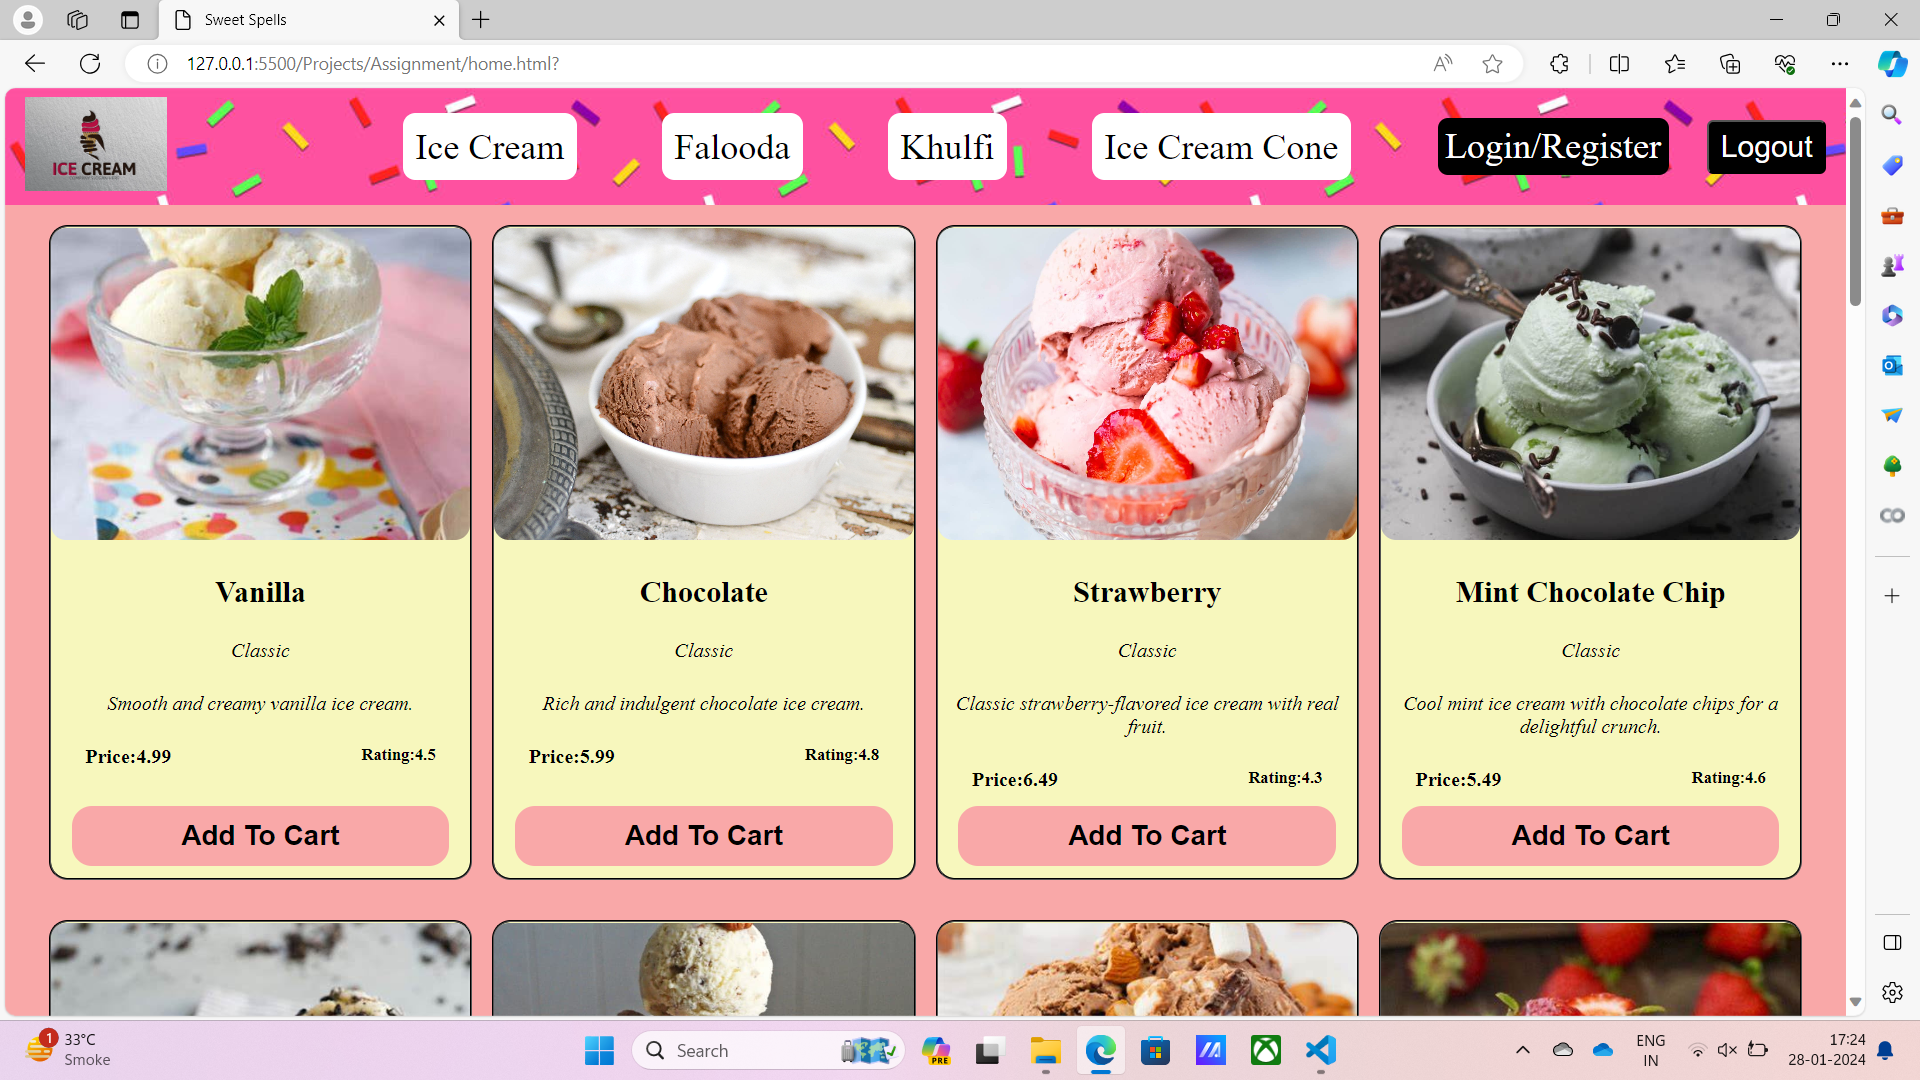 Sweet Spells
127.0.0.1:5500/Projects/Assignment/home.html?
ICE CREAM
Ice Cream
Falooda
Khulfi
Ice Cream Cone
Login/Register
Logout
Vanilla
Classic
Smooth and creamy vanilla ice cream.
Price:4.99
Rating:4.5
Add To Cart
Chocolate
Classic
Rich and indulgent chocolate ice cream.
Price:5.99
Rating:4.8
Add To Cart
Strawberry
Classic
Classic strawberry-flavored ice cream with real
fruit.
Price:6.49
Rating:4.3
Add To Cart
Mint Chocolate Chip
Classic
Cool mint ice cream with chocolate chips for a
delightful crunch.
Price:5.49
Rating:4.6
Add To Cart
1
33°C
Smoke
Search
PRE
ENG
IN
17:24
28-01-2024